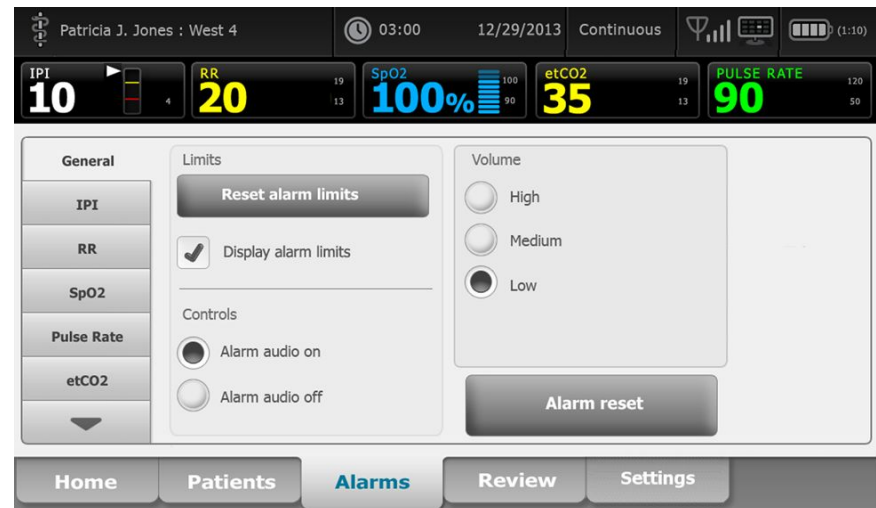 Patricia J. Jones : West 4
03:00
12/29/2013
Continuous
(1:10)
IPI
10
4
RR
20
19
13
SpO2
100%
100
90
etCO2
35
19
13
PULSE RATE
90
120
50
General
IPI
RR
SpO2
Pulse Rate
etCO2
Limits
Reset alarm limits
Display alarm limits
Controls
Alarm audio on
Alarm audio off
Volume
High
Medium
Low
Alarm reset
Home
Patients
Alarms
Review
Settings